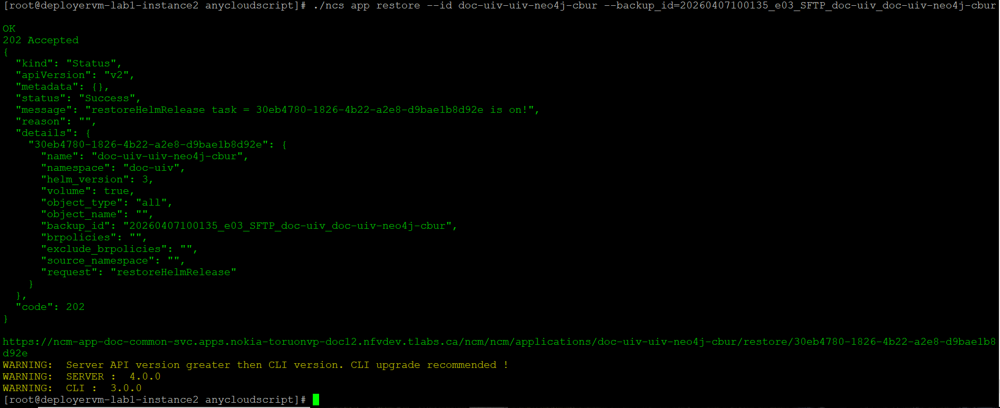 [root@deployervm-lab1-instance2 anycloudscript]# ./ncs app restore --id doc-uiv-uiv-neo4j-cbur --backup_id=20260407100135_e03_SFTP_doc-uiv_doc-uiv-neo4j-cbur
OK
202 Accepted
{
  "kind": "Status",
  "apiVersion": "v2",
  "metadata": {},
  "status": "Success",
  "message": "restoreHelmRelease task = 30eb4780-1826-4b22-a2e8-d9bae1b8d92e is on!",
  "reason": "",
  "details": {
    "30eb4780-1826-4b22-a2e8-d9bae1b8d92e": {
      "name": "doc-uiv-uiv-neo4j-cbur",
      "namespace": "doc-uiv",
      "helm_version": 3,
      "volume": true,
      "object_type": "all",
      "object_name": "",
      "backup_id": "20260407100135_e03_SFTP_doc-uiv_doc-uiv-neo4j-cbur",
      "brpolicies": "",
      "exclude_brpolicies": "",
      "source_namespace": "",
      "request": "restoreHelmRelease"
    }
  },
  "code": 202
}
https://ncm-app-doc-common-svc.apps.nokia-toruonvp-doc12.nfvdev.tlabs.ca/ncm/ncm/applications/doc-uiv-uiv-neo4j-cbur/restore/30eb4780-1826-4b22-a2e8-d9bae1b8
d92e
WARNING:  Server API version greater then CLI version. CLI upgrade recommended !
WARNING:  SERVER :  4.0.0
WARNING:  CLI :  3.0.0
[root@deployervm-lab1-instance2 anycloudscript]#